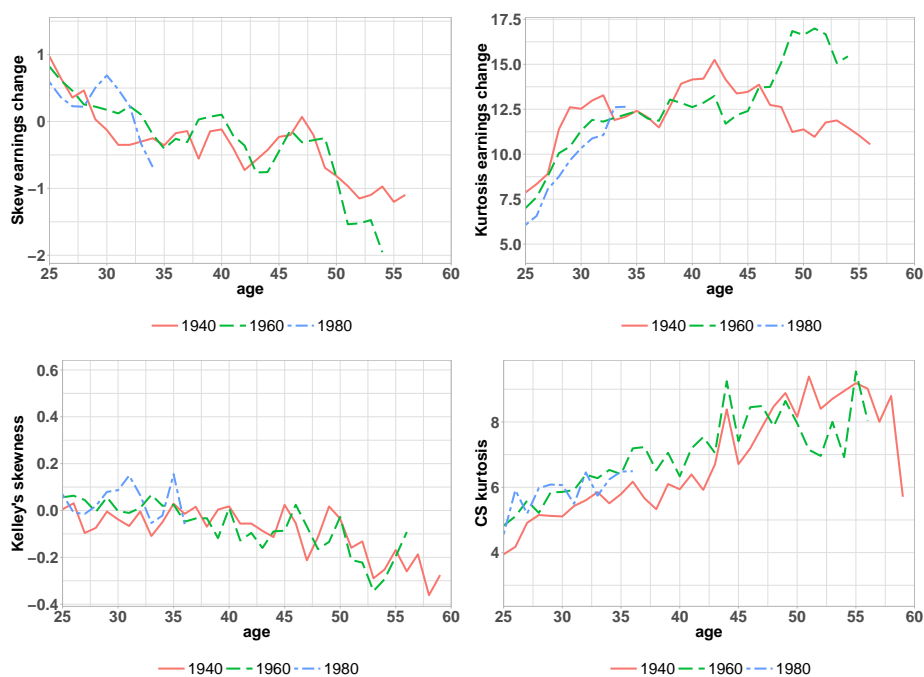 Skew earnings change
1
0
−1
−2
25 30 35 40 45 50 55 60
age
1940 1960 1980
Kurtosis earnings change
17.5
15.0
12.5
10.0
7.5
5.0
25 30 35 40 45 50 55 60
age
1940 1960 1980
Kelley's skewness
0.6
0.4
0.2
0.0
−0.2
−0.4
25 30 35 40 45 50 55 60
age
1940 1960 1980
CS kurtosis
8
6
4
25 30 35 40 45 50 55 60
age
1940 1960 1980